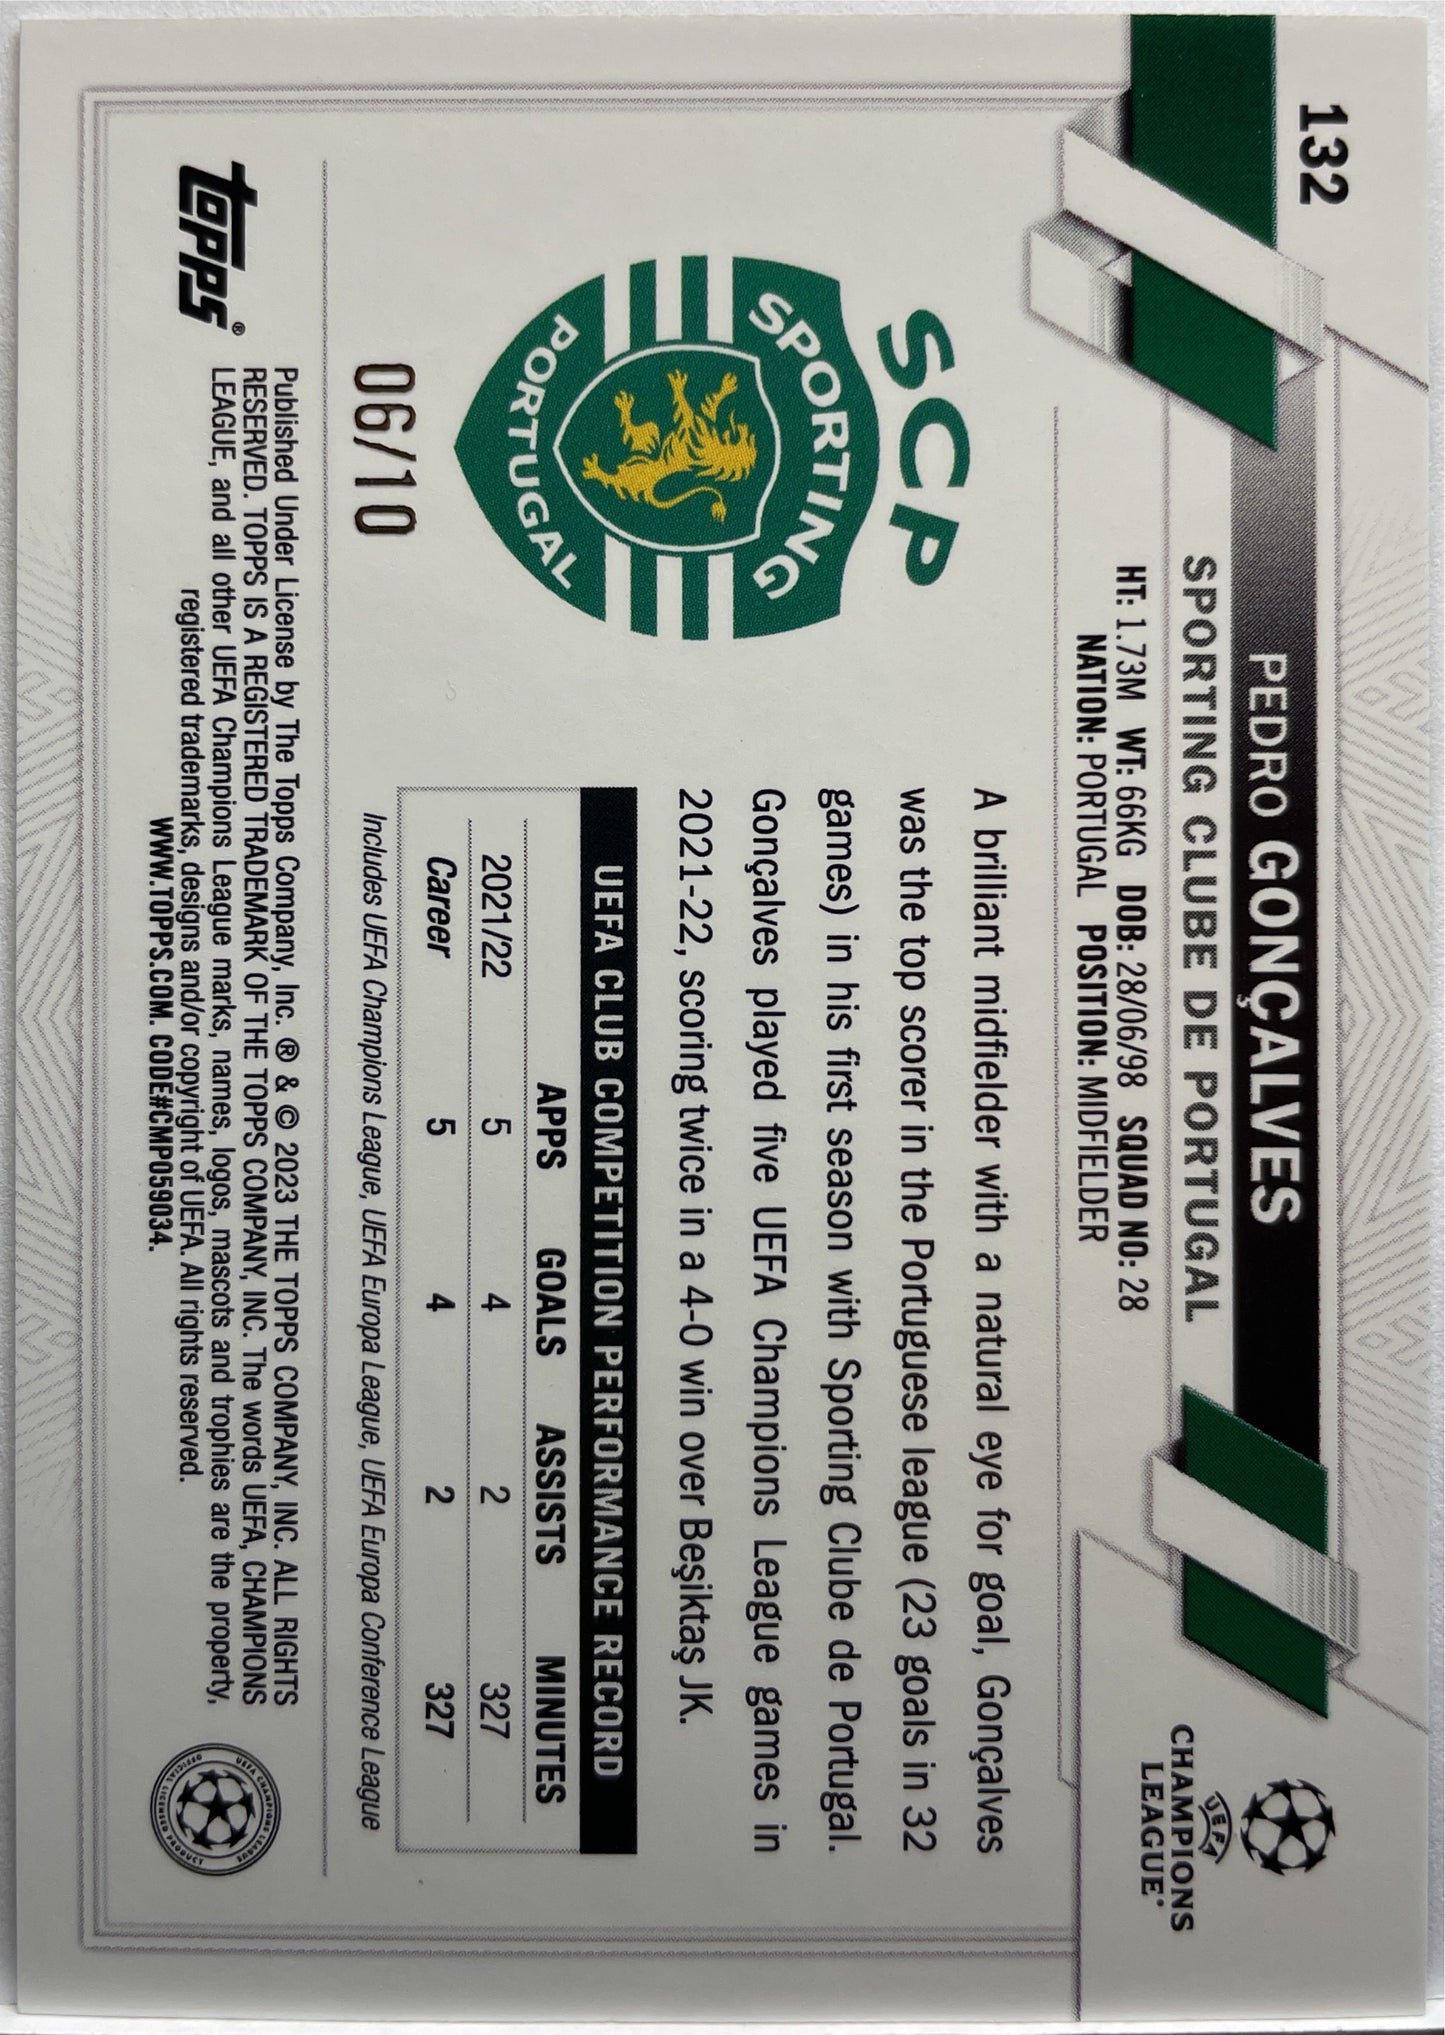 132
PEDRO GONÇALVES
SPORTING CLUBE DE PORTUGAL
HT: 1.73M WT: 66KG DOB: 28/06/98 SQUAD NO: 28
NATION: PORTUGAL POSITION: MIDFIELDER
UEFA
CHAMPIONS
LEAGUE
SCP
SPORTING
PORTUGAL
06/10
A brilliant midfielder with a natural eye for goal, Gonçalves
was the top scorer in the Portuguese league (23 goals in 32
games) in his first season with Sporting Clube de Portugal.
Gonçalves played five UEFA Champions League games in
2021-22, scoring twice in a 4-0 win over Beşiktaş JK.
UEFA CLUB COMPETITION PERFORMANCE RECORD
APPS GOALS ASSISTS MINUTES
2021/22 5 4 2 327
Career 5 4 2 327
Includes UEFA Champions League, UEFA Europa League, UEFA Europa Conference League
topps®
Published Under License by The Topps Company, Inc. ® & © 2023 THE TOPPS COMPANY, INC. ALL RIGHTS
RESERVED. TOPPS IS A REGISTERED TRADEMARK OF THE TOPPS COMPANY, INC. The words UEFA, CHAMPIONS
LEAGUE, and all other UEFA Champions League marks, names, logos, mascots and trophies are the property,
registered trademarks, designs and/or copyright of UEFA. All rights reserved.
WWW.TOPPS.COM. CODE#CMP059034.
UEFA CHAMPIONS LEAGUE
OFFICIAL LICENSED PRODUCT